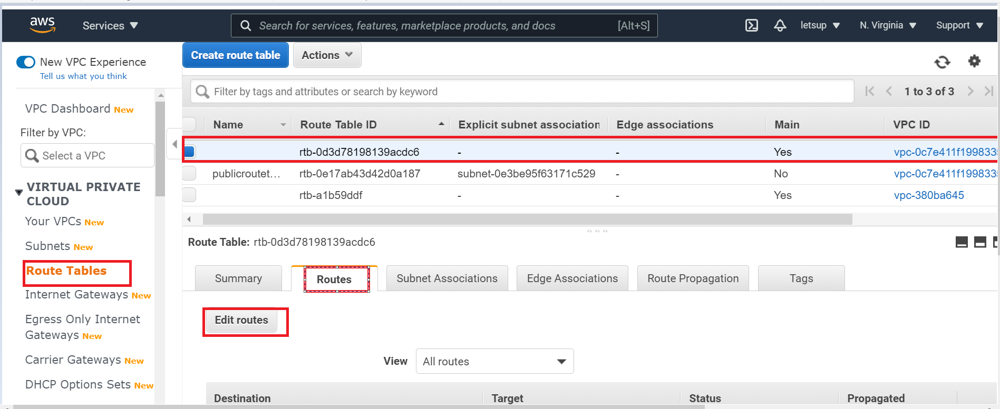 aws Services Search for services, features, marketplace products, and docs [Alt+S] letsup N. Virginia Support
New VPC Experience
Tell us what you think
VPC Dashboard New
Filter by VPC:
Select a VPC
VIRTUAL PRIVATE
CLOUD
Your VPCs New
Subnets New
Route Tables
Internet Gateways New
Egress Only Internet
Gateways New
Carrier Gateways New
DHCP Options Sets New
Create route table Actions
Filter by tags and attributes or search by keyword 1 to 3 of 3
Name Route Table ID Explicit subnet association Edge associations Main VPC ID
rtb-0d3d78198139acdc6 - - Yes vpc-0c7e411f199833
publicroutet... rtb-0e17ab43d42d0a187 subnet-0e3be95f63171c529 - No vpc-0c7e411f199833
rtb-a1b59ddf - - Yes vpc-380ba645
Route Table: rtb-0d3d78198139acdc6
Summary Routes Subnet Associations Edge Associations Route Propagation Tags
Edit routes
View All routes
Destination Target Status Propagated